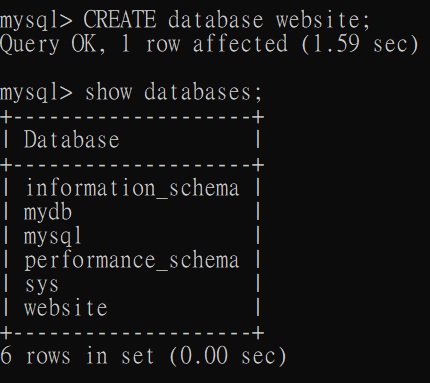 mysql> CREATE database website;
Query OK, 1 row affected (1.59 sec)
mysql> show databases;
+--------------------+
| Database           |
+--------------------+
| information_schema |
| mydb               |
| mysql              |
| performance_schema |
| sys                |
| website            |
+--------------------+
6 rows in set (0.00 sec)